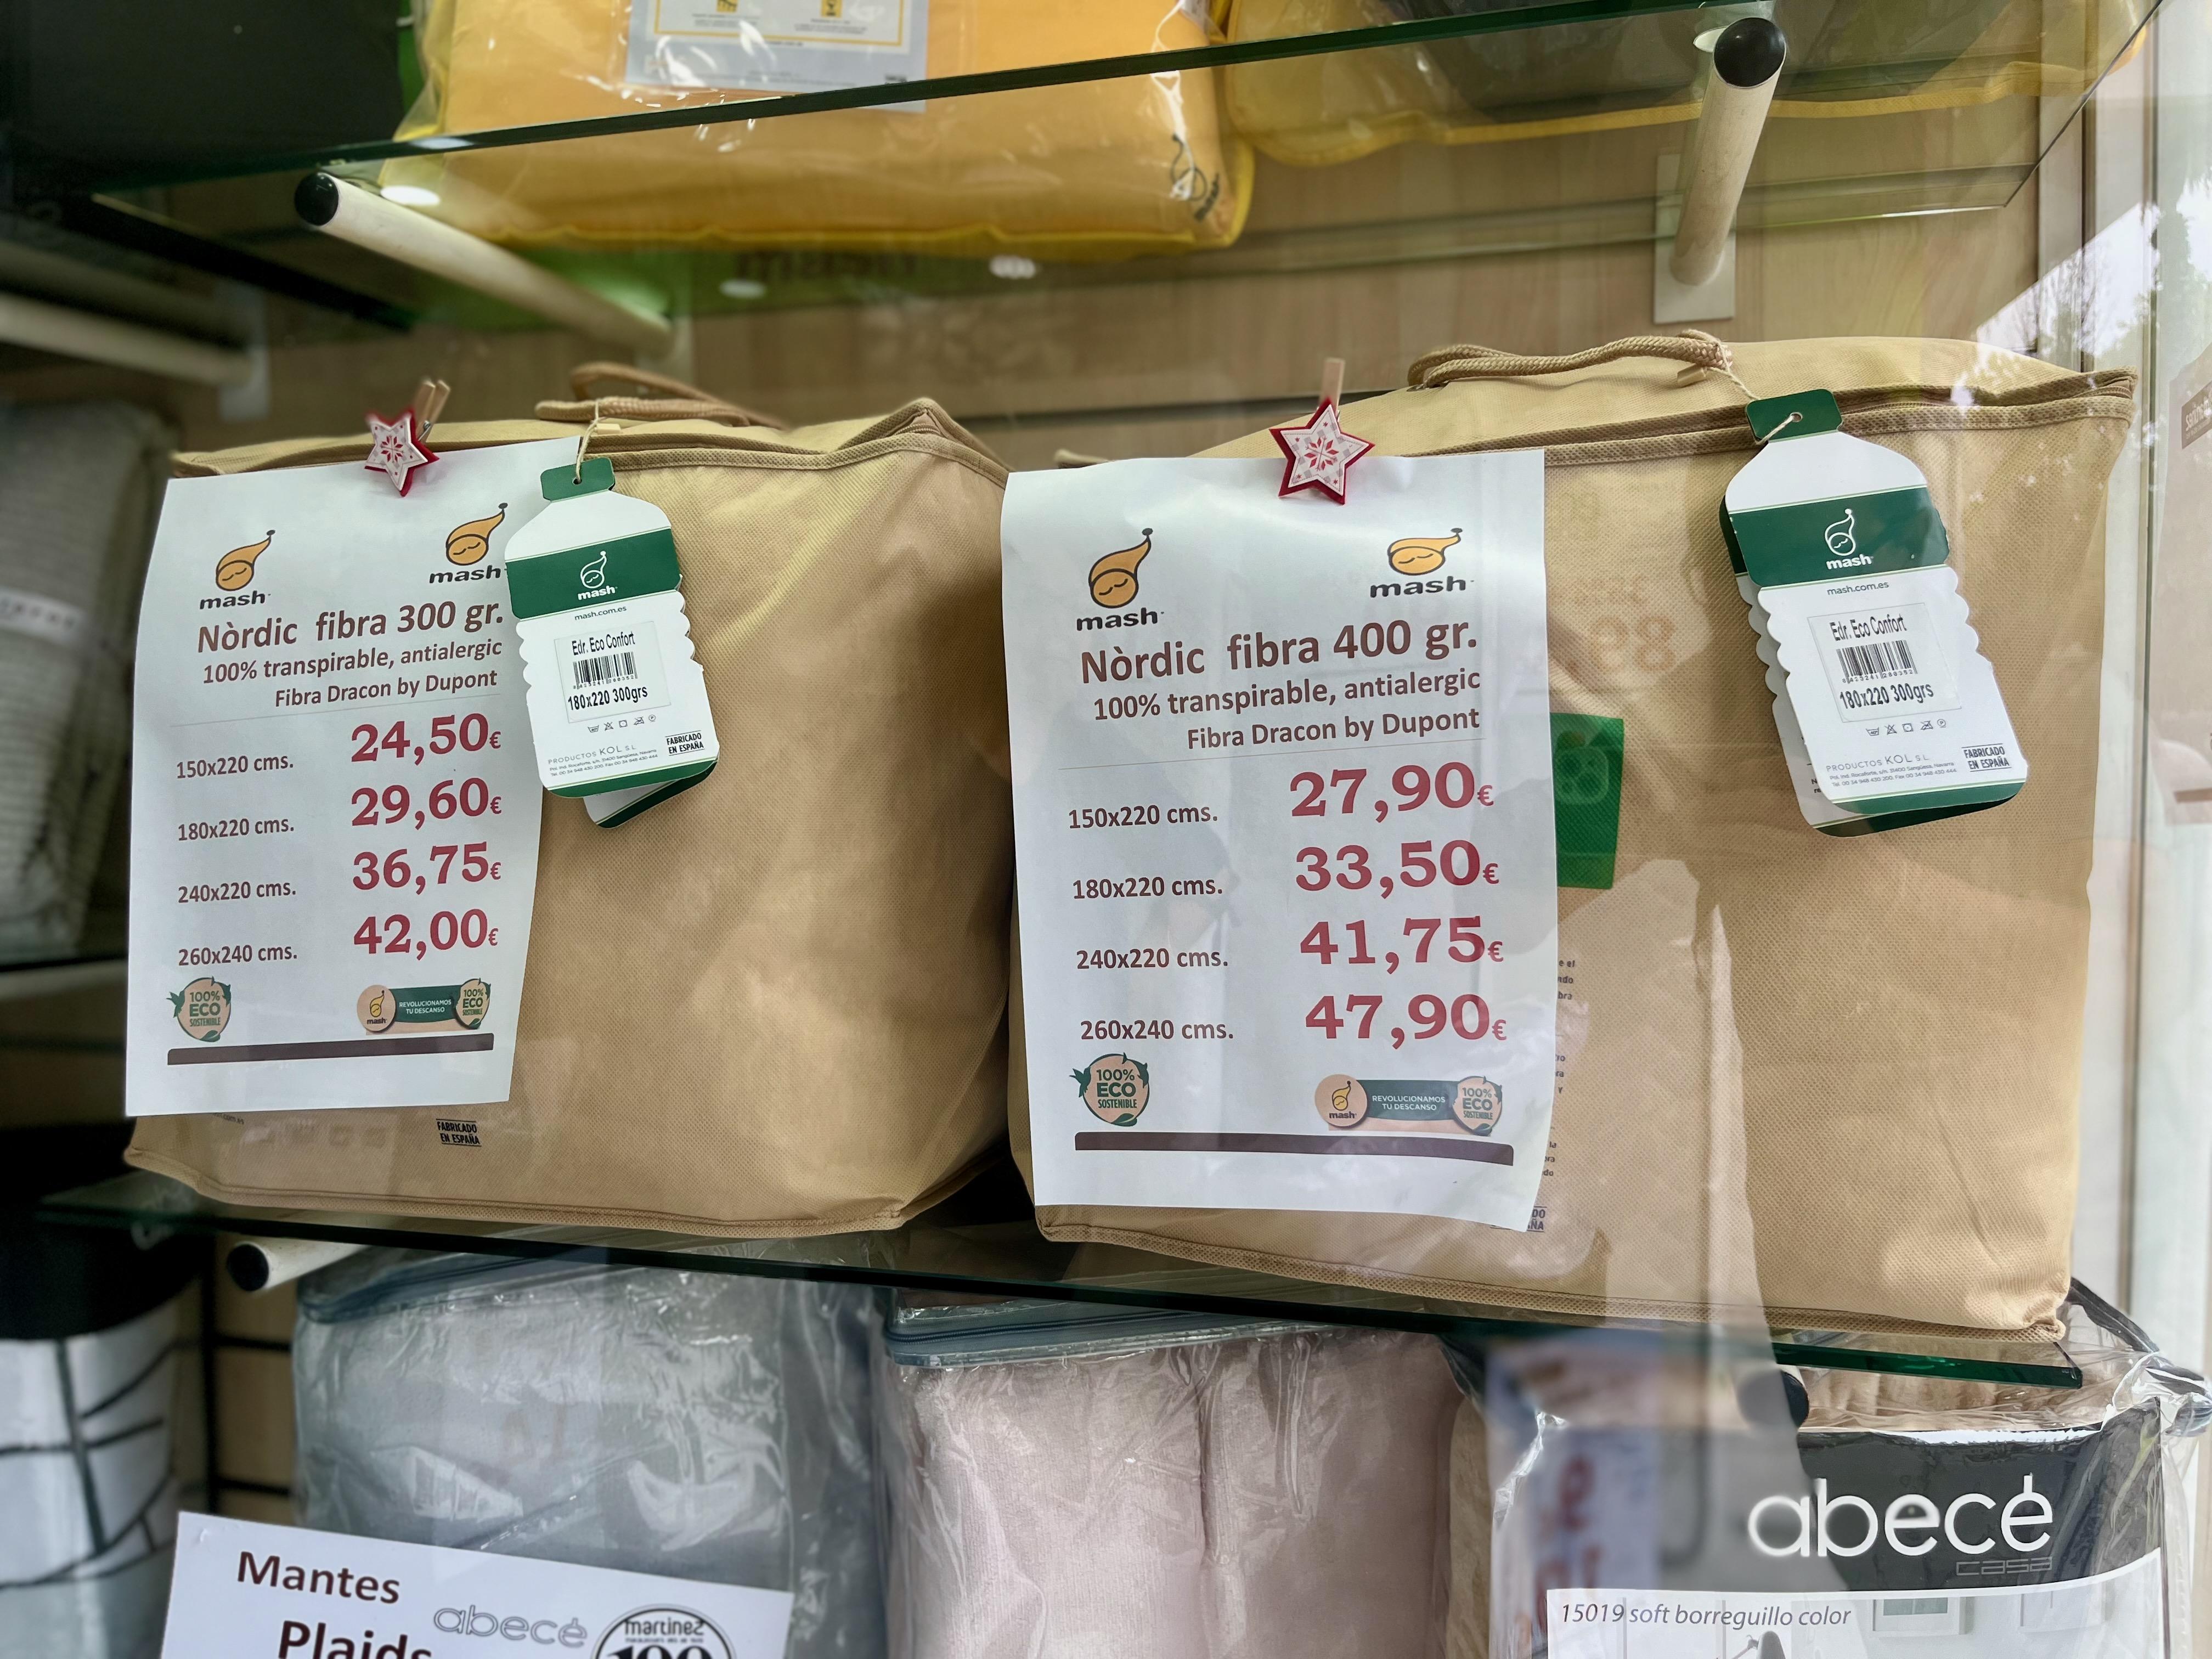 mash
mash
Nòrdic fibra 300 gr.
100% transpirable, antialergic
Fibra Dracon by Dupont
150x220 cms. 24,50€
180x220 cms. 29,60€
240x220 cms. 36,75€
260x240 cms. 42,00€
100%
ECO
SOSTENIBLE
mash
REVOLUCIONAMOS
TU DESCANSO
100%
ECO
SOSTENIBLE
FABRICADO
EN ESPAÑA
mash
mash.com.es
Edr. Eco Confort
180x220 300grs
PRODUCTOS KOL S.L.
FABRICADO
EN ESPAÑA
mash
mash
Nòrdic fibra 400 gr.
100% transpirable, antialergic
Fibra Dracon by Dupont
150x220 cms. 27,90€
180x220 cms. 33,50€
240x220 cms. 41,75€
260x240 cms. 47,90€
100%
ECO
SOSTENIBLE
mash
REVOLUCIONAMOS
TU DESCANSO
100%
ECO
SOSTENIBLE
mash
mash.com.es
Edr. Eco Confort
180x220 300grs
PRODUCTOS KOL S.L.
FABRICADO
EN ESPAÑA
Mantes
Plaids
abecé
martinez
abecé
casa
15019 soft borreguillo color